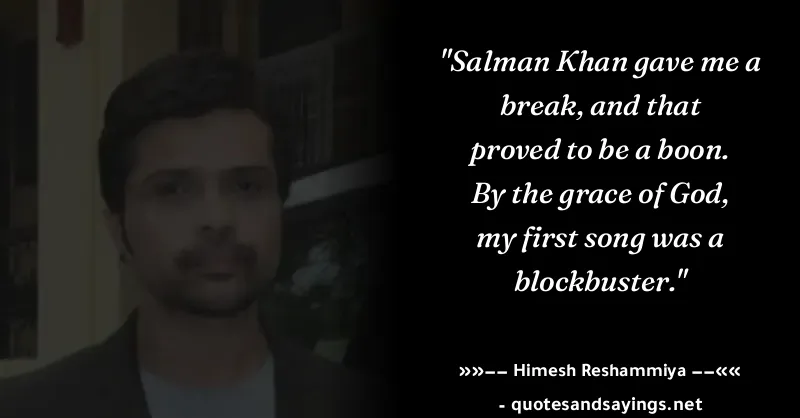 "Salman Khan gave me a
break, and that
proved to be a boon.
By the grace of God,
my first song was a
blockbuster."
»»−− Himesh Reshammiya −−««
- quotesandsayings.net